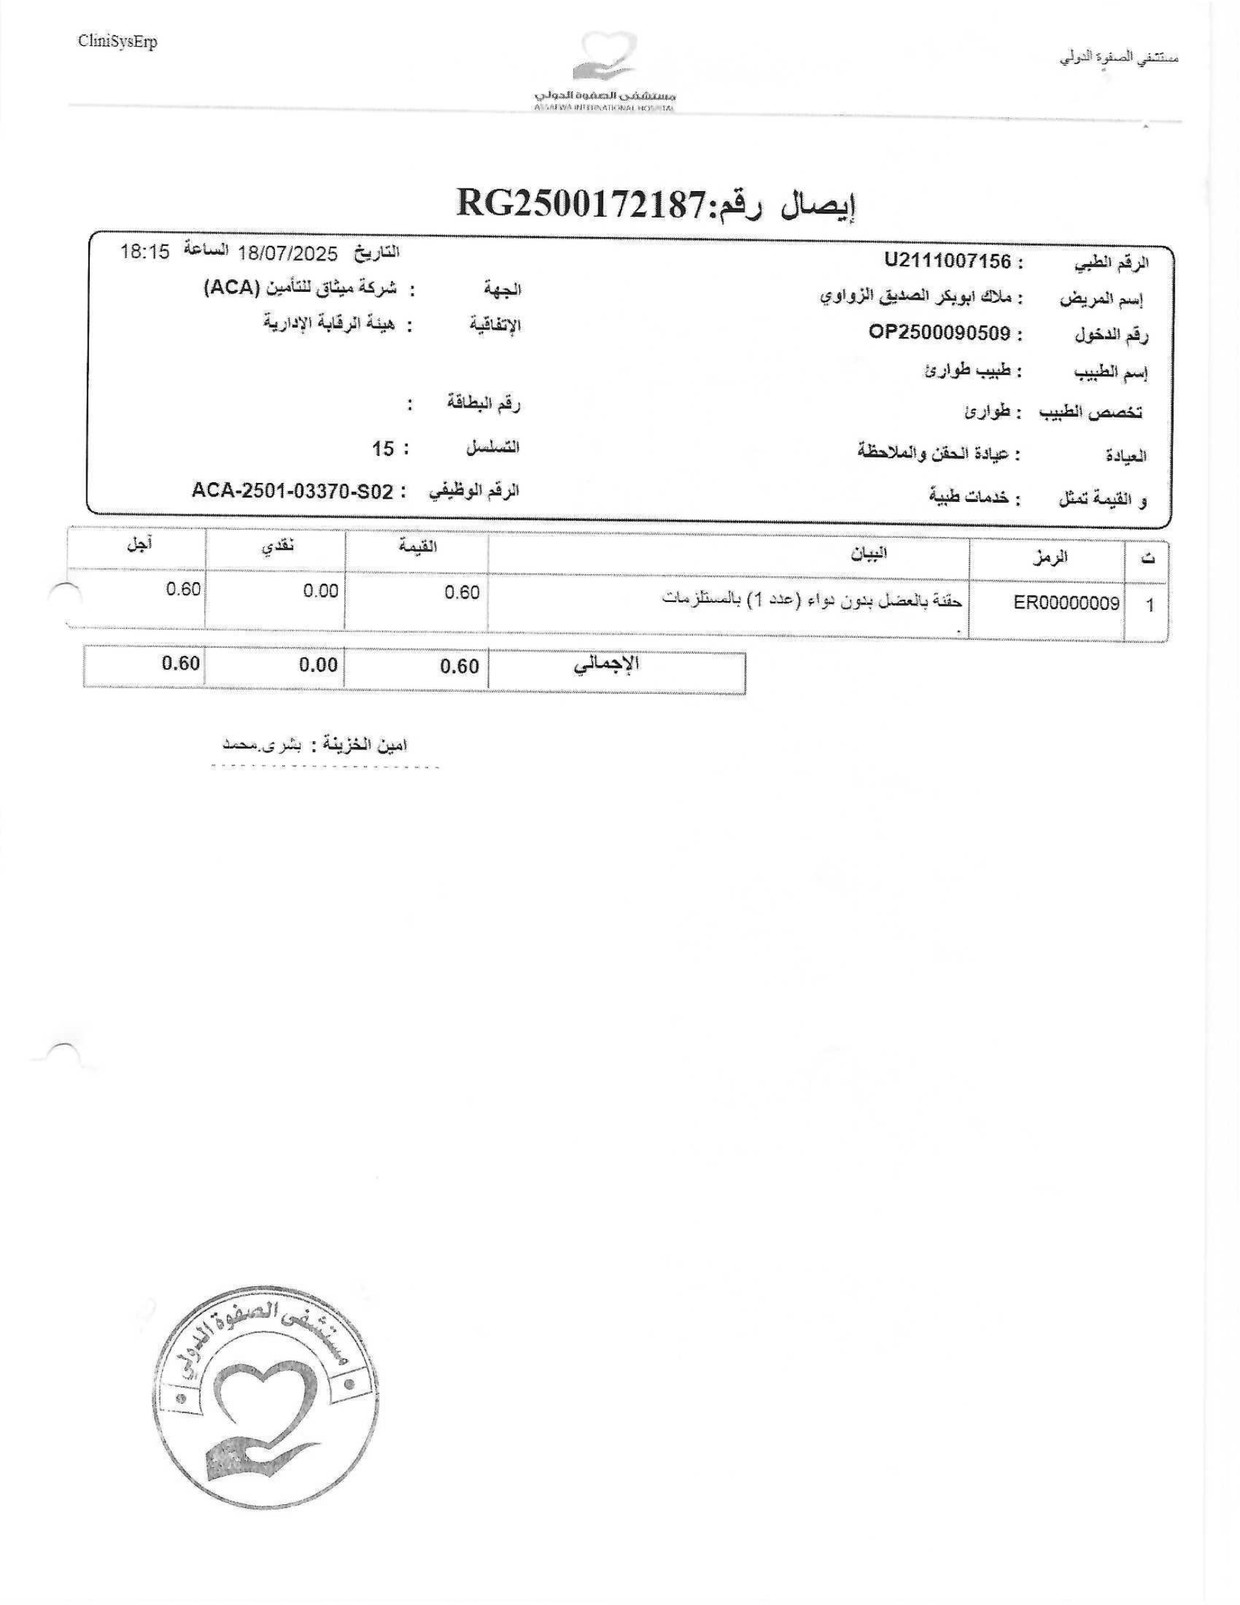 CliniSysErp
مستشفي الصفوة الدولي
مستشفى الصفوة الدولي
ASSAFWA INTERNATIONAL HOSPITAL
إيصال رقم:RG2500172187
الرقم الطبي : U2111007156
التاريخ 18/07/2025 الساعة 18:15
إسم المريض : ملاك ابوبكر الصديق الزواوي
الجهة : شركة ميثاق للتأمين (ACA)
رقم الدخول : OP2500090509
الإتفاقية : هيئة الرقابة الإدارية
إسم الطبيب : طبيب طوارئ
تخصص الطبيب : طوارئ
رقم البطاقة :
العيادة : عيادة الحقن والملاحظة
التسلسل : 15
و القيمة تمثل : خدمات طبية
الرقم الوظيفي : ACA-2501-03370-S02
ت الرمز البيان القيمة نقدي آجل
1 ER00000009 حقنة بالعضل بدون دواء (عدد 1) بالمستلزمات . 0.60 0.00 0.60
الإجمالي 0.60 0.00 0.60
امين الخزينة : بشرى.محمد
مستشفى الصفوة الدولي